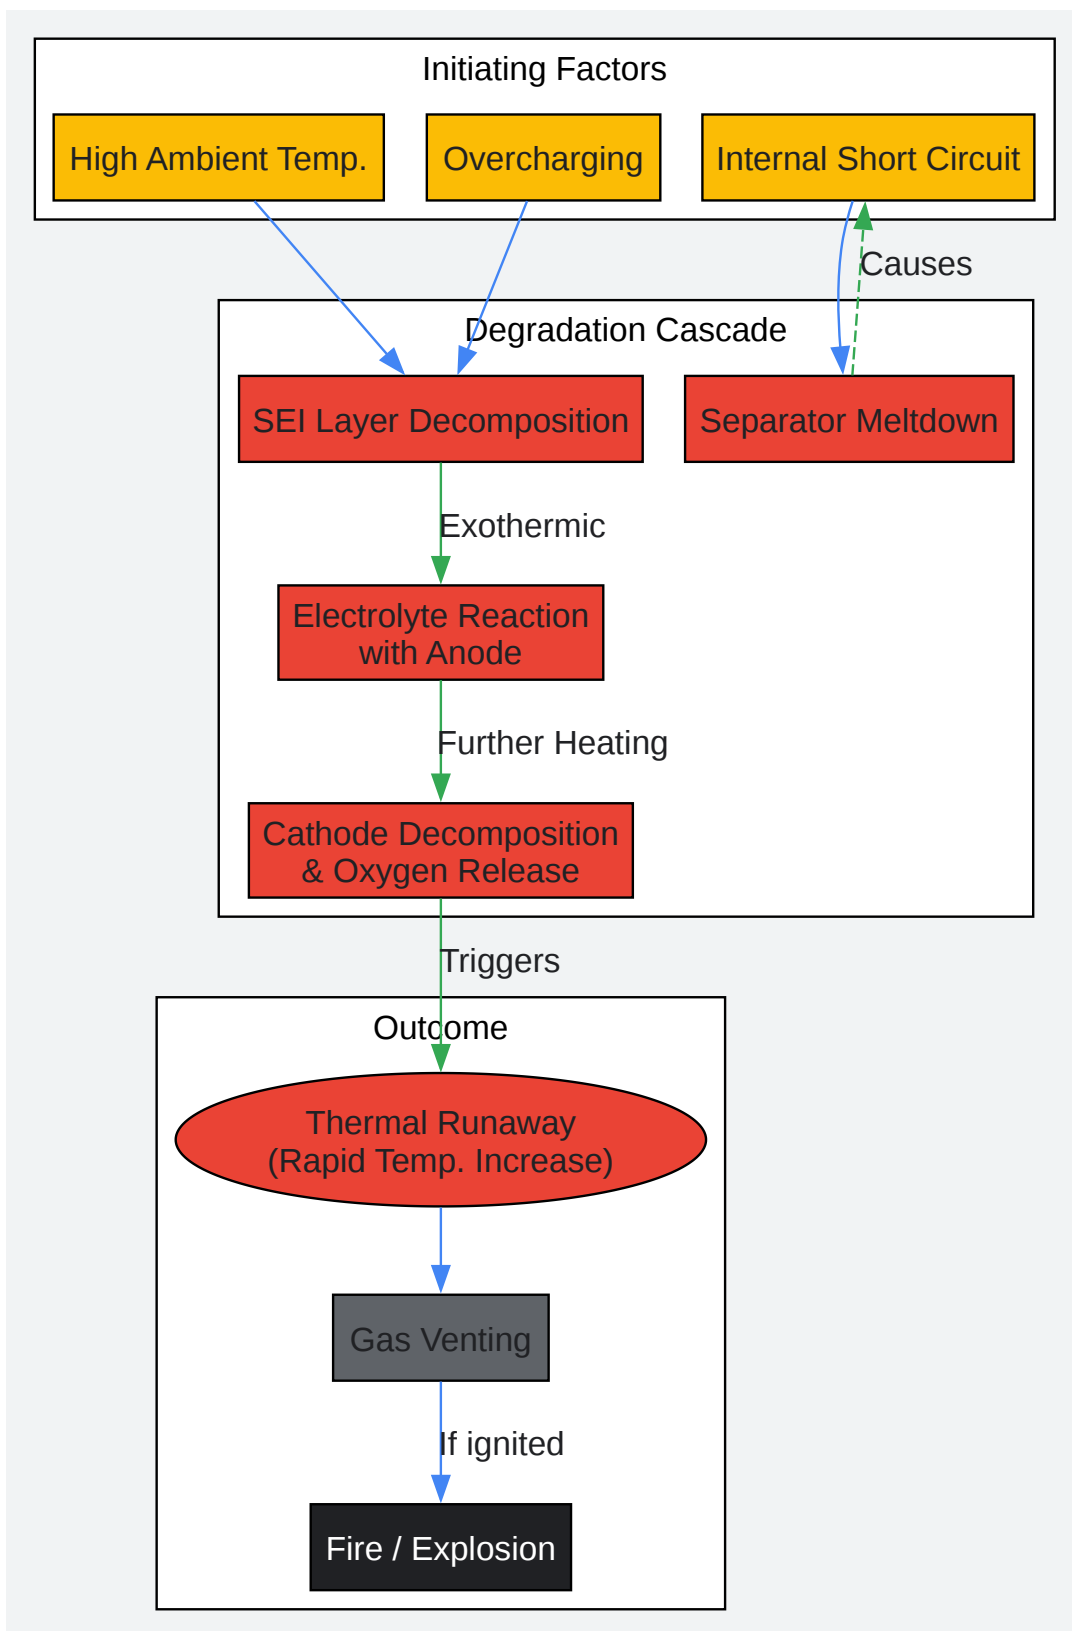 Initiating Factors
High Ambient Temp.
Overcharging
Internal Short Circuit
Causes
Degradation Cascade
SEI Layer Decomposition
Separator Meltdown
Exothermic
Electrolyte Reaction
with Anode
Further Heating
Cathode Decomposition
& Oxygen Release
Triggers
Outcome
Thermal Runaway
(Rapid Temp. Increase)
Gas Venting
If ignited
Fire / Explosion